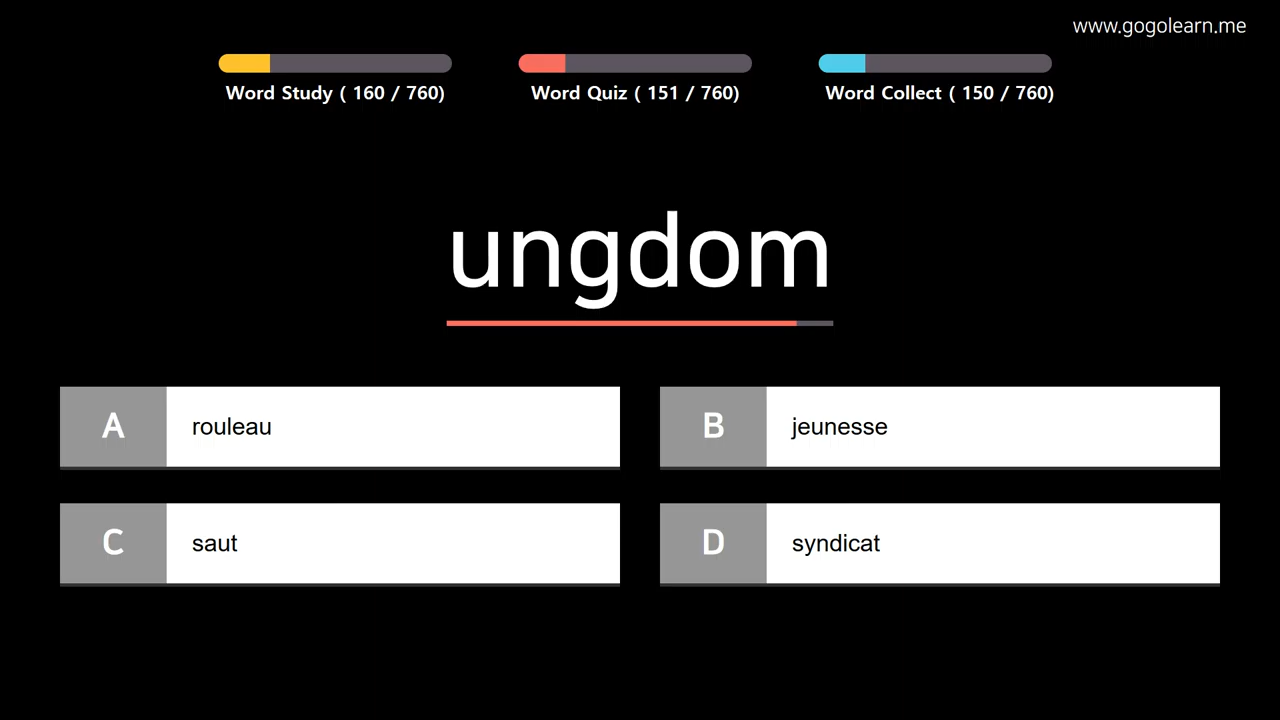 www.gogolearn.me
Word Study ( 160 / 760)
Word Quiz ( 151 / 760)
Word Collect ( 150 / 760)
ungdom
A rouleau
B jeunesse
C saut
D syndicat